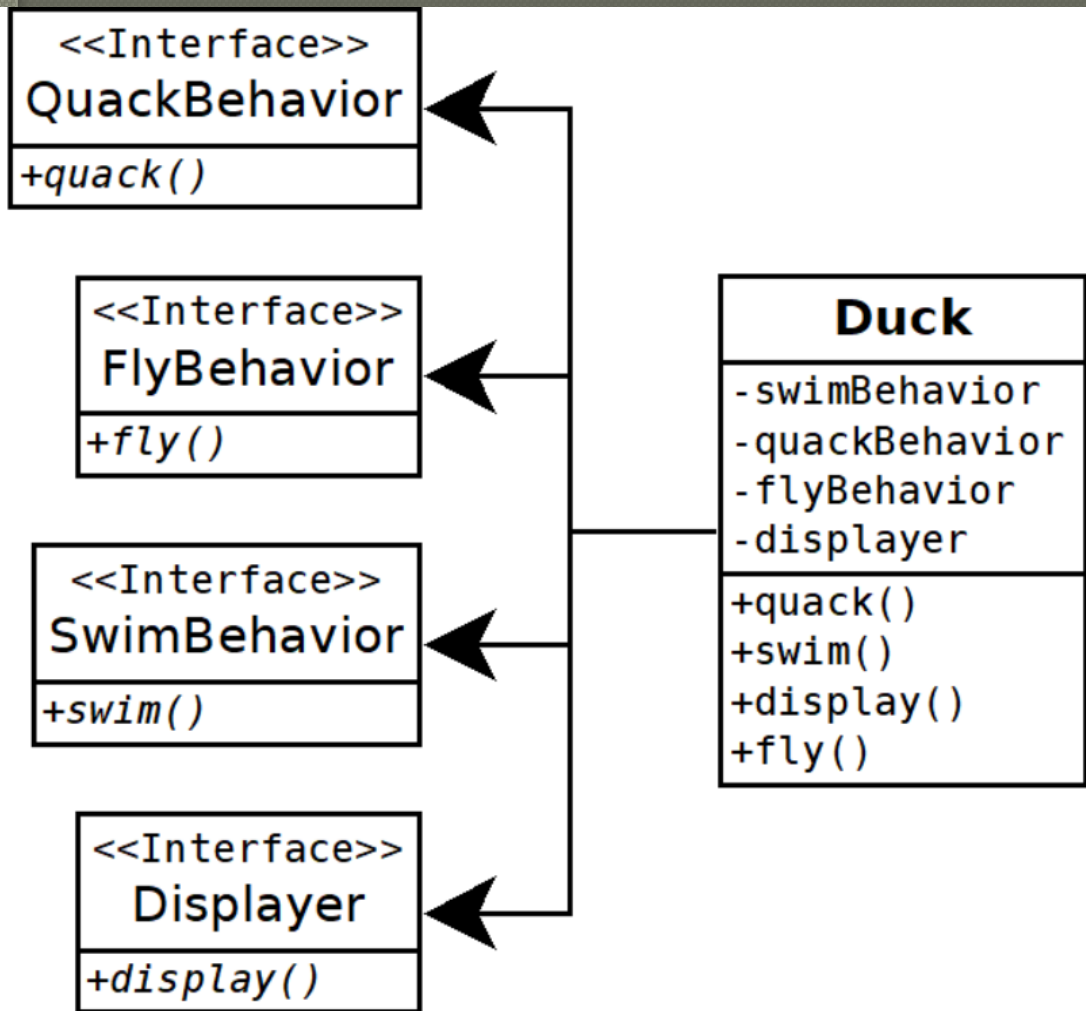 <<Interface>>
QuackBehavior
+quack()
<<Interface>>
FlyBehavior
+fly()
<<Interface>>
SwimBehavior
+swim()
<<Interface>>
Displayer
+display()
Duck
-swimBehavior
-quackBehavior
-flyBehavior
-displayer
+quack()
+swim()
+display()
+fly()